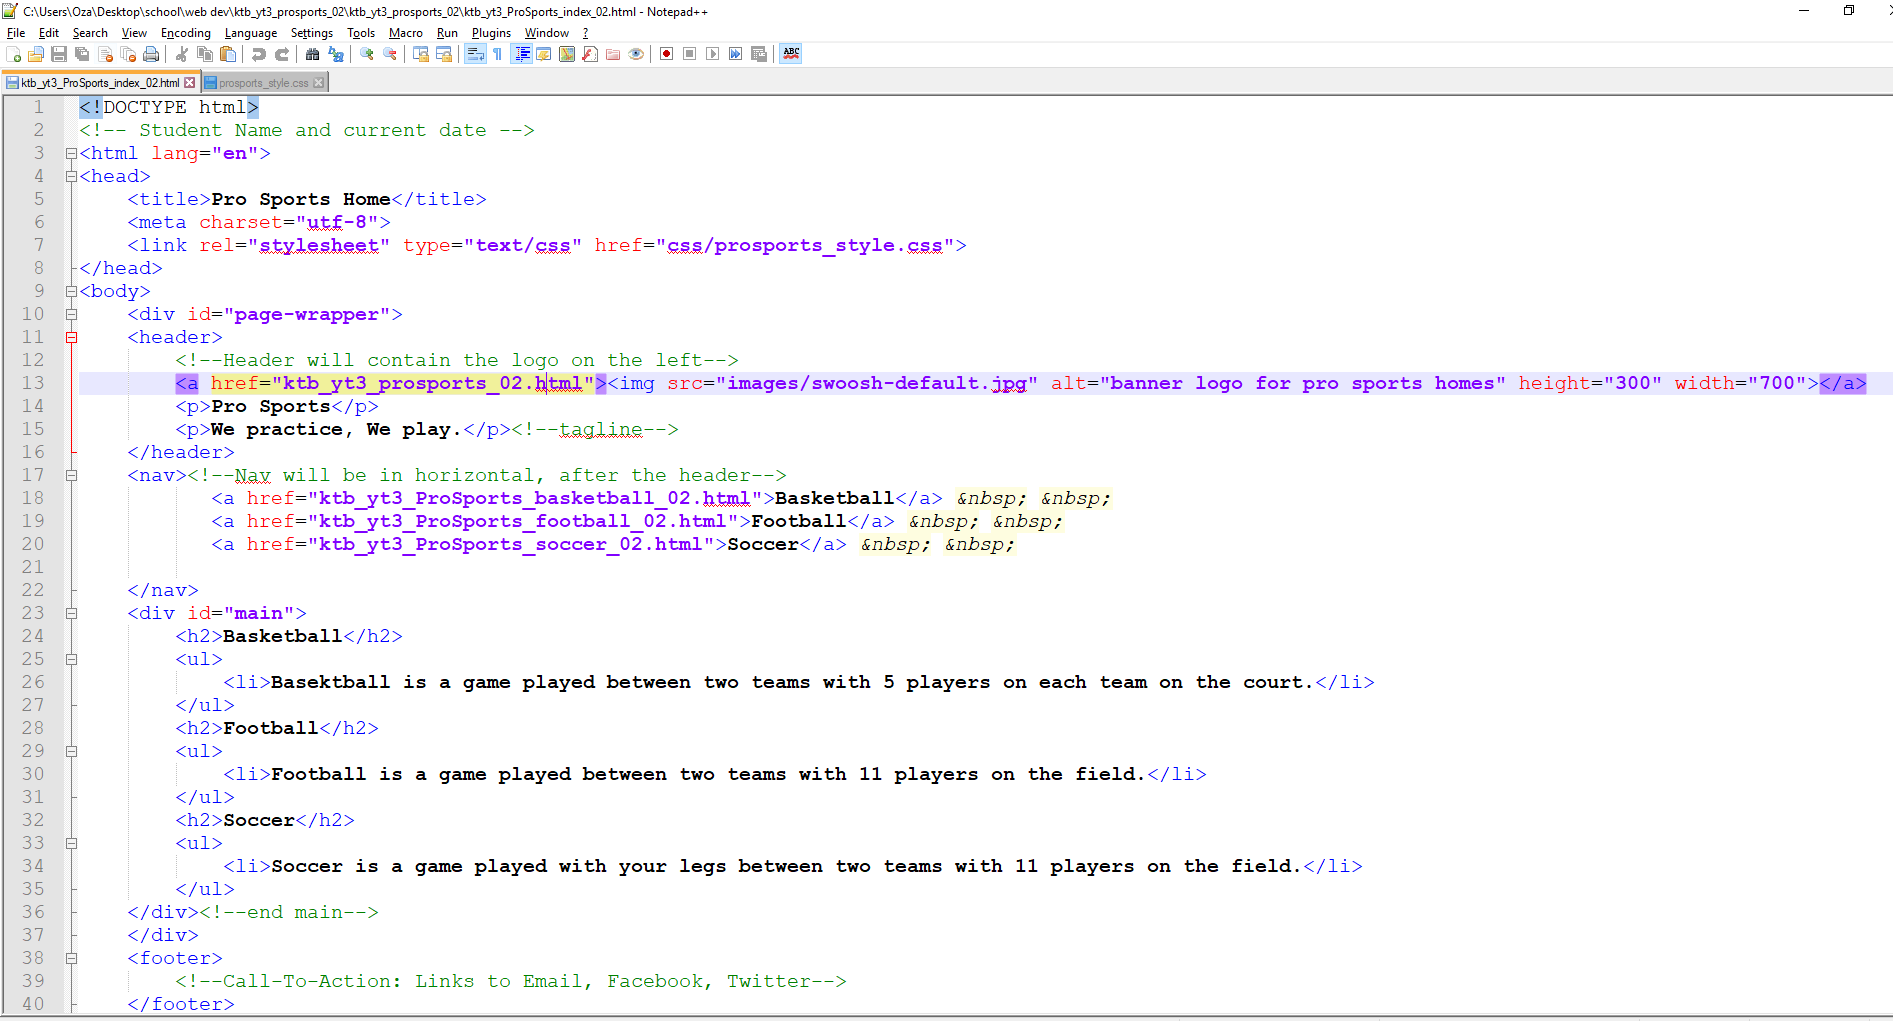 C:\Users\Oza\Desktop\school\web dev\ktb_yt3_prosports_02\ktb_yt3_prosports_02\ktb_yt3_ProSports_index_02.html - Notepad++
File Edit Search View Encoding Language Settings Tools Macro Run Plugins Window ?
ABC
ktb_yt3_ProSports_index_02.html prosports_style.css
1 <!DOCTYPE html>
2 <!-- Student Name and current date -->
3 <html lang="en">
4 <head>
5 <title>Pro Sports Home</title>
6 <meta charset="utf-8">
7 <link rel="stylesheet" type="text/css" href="css/prosports_style.css">
8 </head>
9 <body>
10 <div id="page-wrapper">
11 <header>
12 <!--Header will contain the logo on the left-->
13 <a href="ktb_yt3_prosports_02.html"><img src="images/swoosh-default.jpg" alt="banner logo for pro sports homes" height="300" width="700"></a>
14 <p>Pro Sports</p>
15 <p>We practice, We play.</p><!--tagline-->
16 </header>
17 <nav><!--Nav will be in horizontal, after the header-->
18 <a href="ktb_yt3_ProSports_basketball_02.html">Basketball</a> &nbsp; &nbsp;
19 <a href="ktb_yt3_ProSports_football_02.html">Football</a> &nbsp; &nbsp;
20 <a href="ktb_yt3_ProSports_soccer_02.html">Soccer</a> &nbsp; &nbsp;
21
22 </nav>
23 <div id="main">
24 <h2>Basketball</h2>
25 <ul>
26 <li>Basektball is a game played between two teams with 5 players on each team on the court.</li>
27 </ul>
28 <h2>Football</h2>
29 <ul>
30 <li>Football is a game played between two teams with 11 players on the field.</li>
31 </ul>
32 <h2>Soccer</h2>
33 <ul>
34 <li>Soccer is a game played with your legs between two teams with 11 players on the field.</li>
35 </ul>
36 </div><!--end main-->
37 </div>
38 <footer>
39 <!--Call-To-Action: Links to Email, Facebook, Twitter-->
40 </footer>